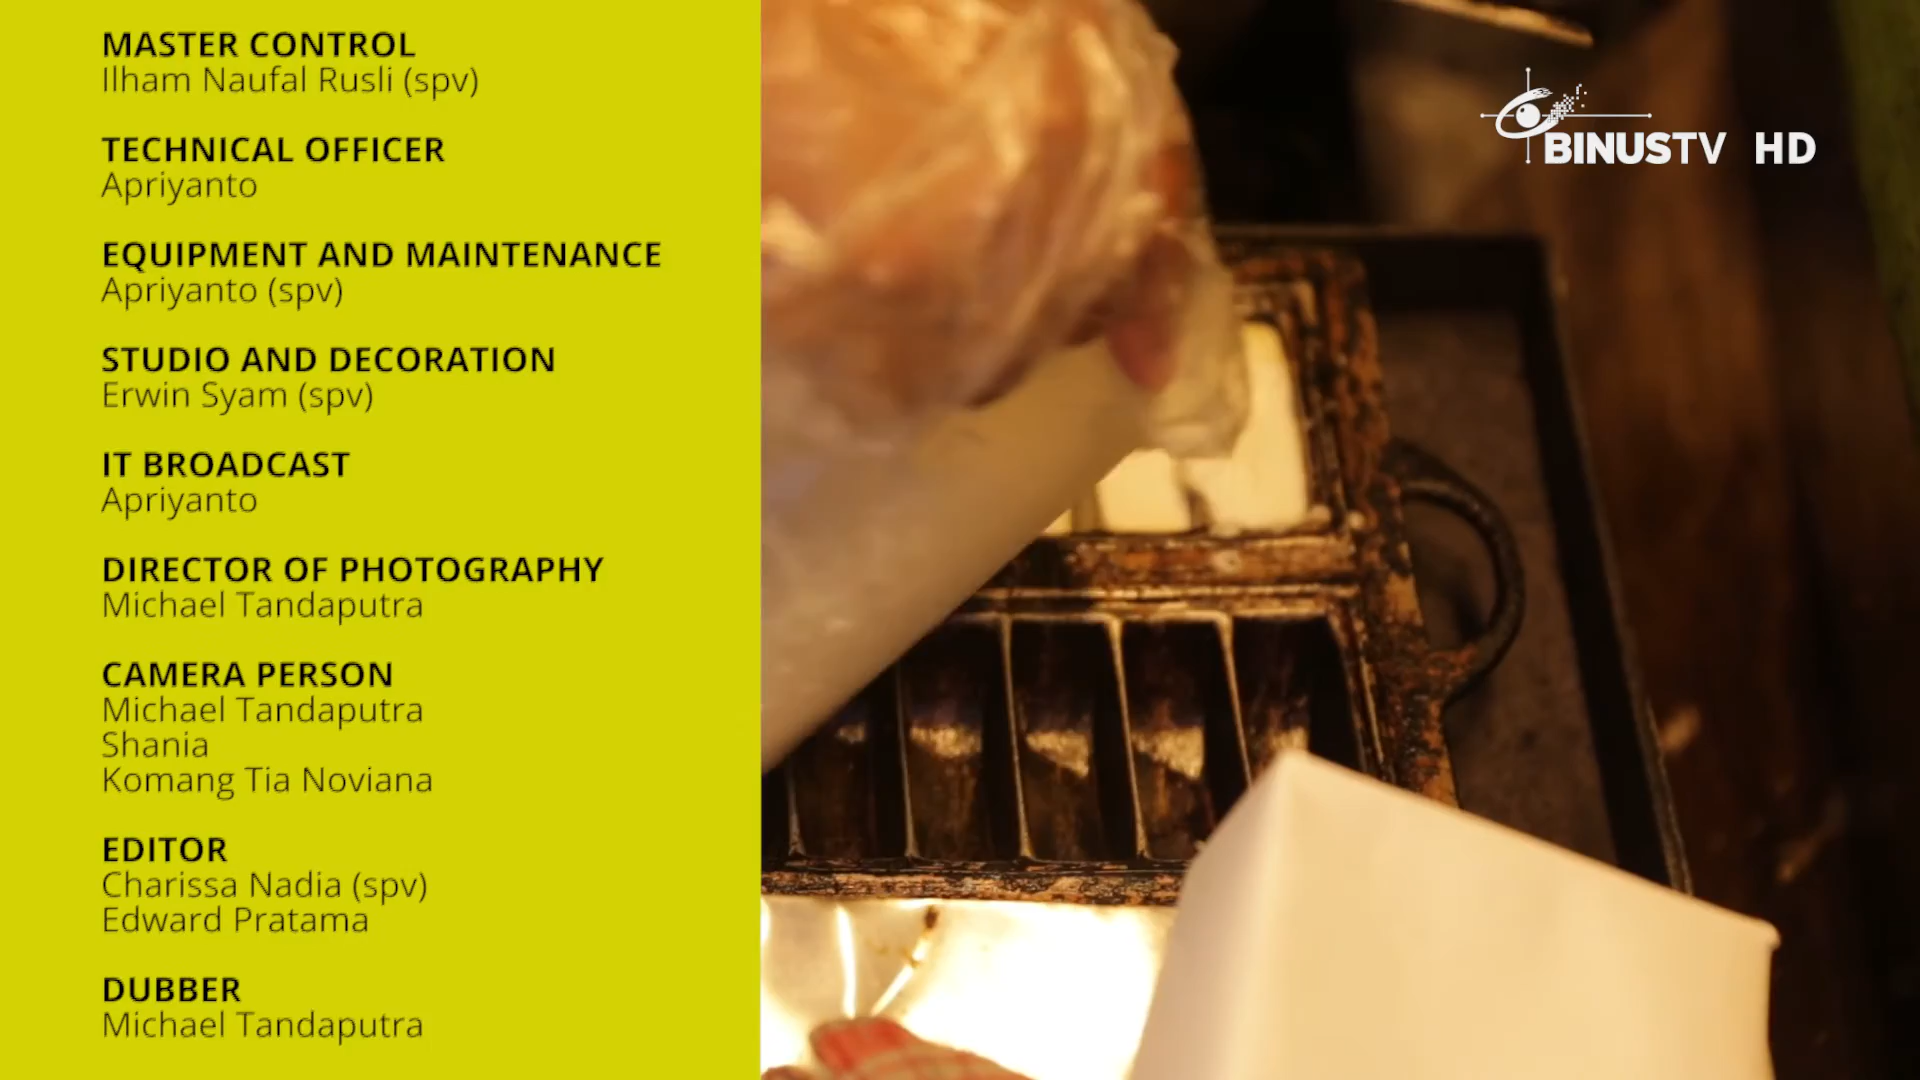 MASTER CONTROL
Ilham Naufal Rusli (spv)
TECHNICAL OFFICER
Apriyanto
EQUIPMENT AND MAINTENANCE
Apriyanto (spv)
STUDIO AND DECORATION
Erwin Syam (spv)
IT BROADCAST
Apriyanto
DIRECTOR OF PHOTOGRAPHY
Michael Tandaputra
CAMERA PERSON
Michael Tandaputra
Shania
Komang Tia Noviana
EDITOR
Charissa Nadia (spv)
Edward Pratama
DUBBER
Michael Tandaputra
BINUSTV HD